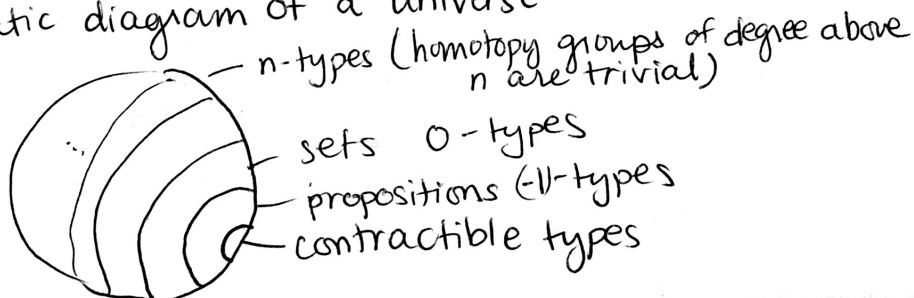 tic diagram of a univers
n-types (homotopy groups of degree above
n are trivial)
sets 0-types
propositions (-1)-types
contractible types